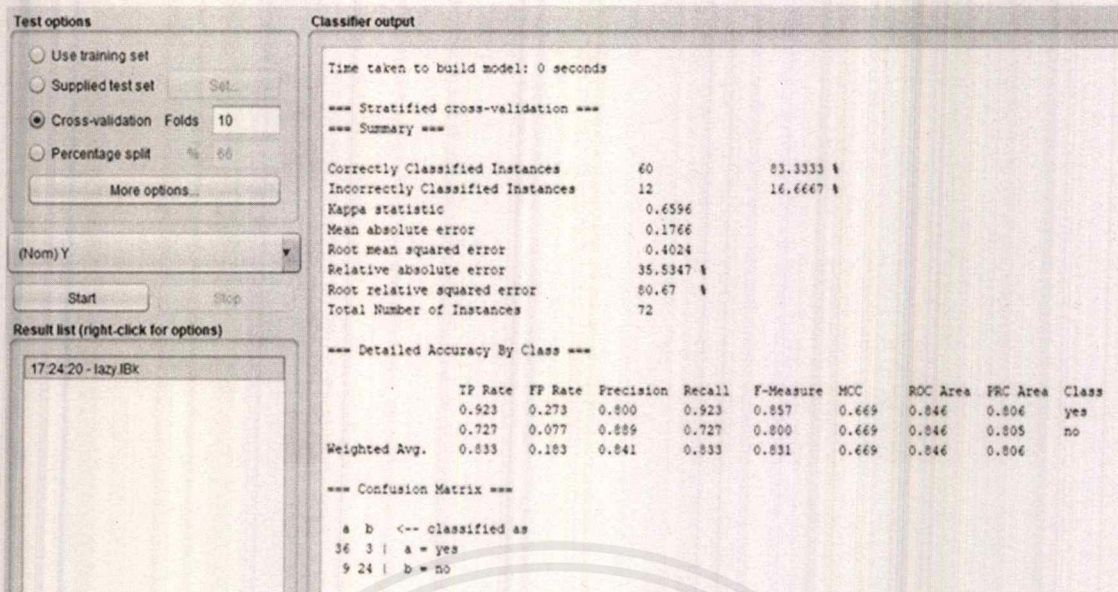 Test options
Use training set
Supplied test set Set...
Cross-validation Folds 10
Percentage split % 66
More options...
(Nom) Y
Start Stop
Result list (right-click for options)
17:24:20 - lazy.IBk
Classifier output
Time taken to build model: 0 seconds
=== Stratified cross-validation ===
=== Summary ===
Correctly Classified Instances 60 83.3333 %
Incorrectly Classified Instances 12 16.6667 %
Kappa statistic 0.6596
Mean absolute error 0.1766
Root mean squared error 0.4024
Relative absolute error 35.5347 %
Root relative squared error 80.67 %
Total Number of Instances 72
=== Detailed Accuracy By Class ===
TP Rate FP Rate Precision Recall F-Measure MCC ROC Area PRC Area Class
0.923 0.273 0.800 0.923 0.857 0.669 0.846 0.806 yes
0.727 0.077 0.889 0.727 0.800 0.669 0.846 0.805 no
Weighted Avg. 0.833 0.183 0.841 0.833 0.831 0.669 0.846 0.806
=== Confusion Matrix ===
a b <-- classified as
36 3 | a = yes
9 24 | b = no